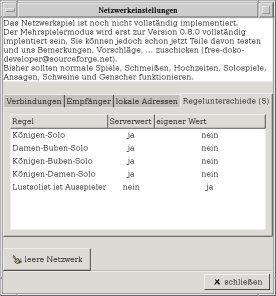 Netzwerkeinstellungen
Das Netzwerkspiel ist noch nicht vollständig implementiert.
Der Mehrspielermodus wird erst zur Version 0.8.0 vollständig
implentiert sein, Sie können jedoch schon jetzt Teile davon testen
und uns Bemerkungen, Vorschläge, ... zuschicken (free-doko-
developer@sourceforge.net).
Bisher sollten normale Spiele, Schmeißen, Hochzeiten, Solospiele,
Ansagen, Schweine und Genscher funktionieren.
Verbindungen Empfänger lokale Adressen Regelunterschiede (5)
Regel Serverwert eigener Wert
Königen-Solo ja nein
Damen-Buben-Solo ja nein
Königen-Buben-Solo ja nein
Königen-Damen-Solo ja nein
Lustsolist ist Ausspieler nein ja
leere Netzwerk
schließen